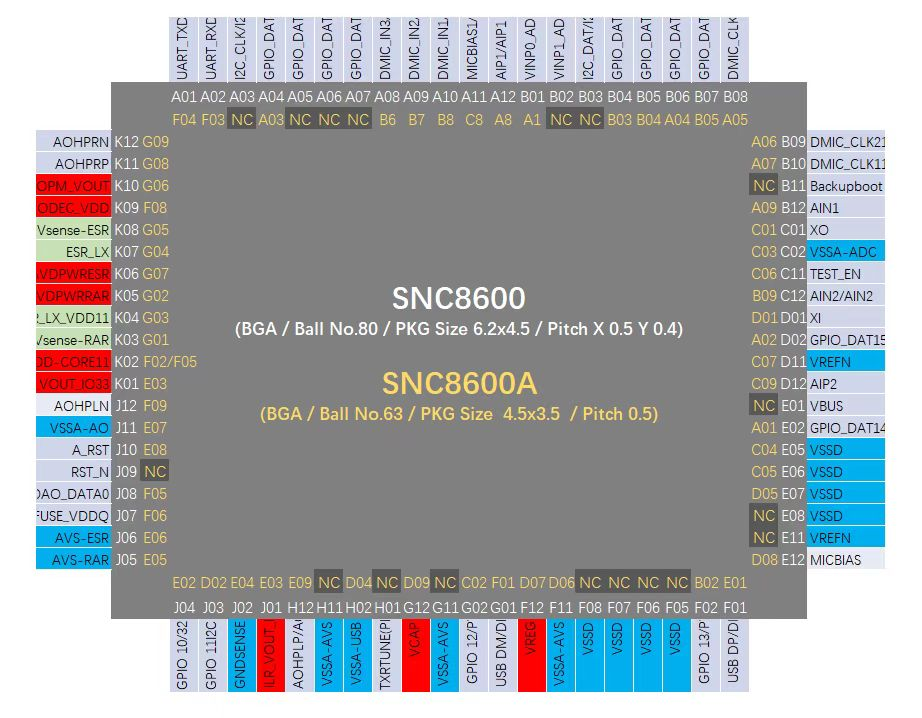 UART_TXD UART_RXD I2C_CLK/I2 GPIO_DAT GPIO_DAT GPIO_DAT GPIO_DAT DMIC_IN3 DMIC_IN2 DMIC_IN1 MICBIAS1/ AIP1/AIP1 VINP0_AD VINP1_AD I2C_DAT/I2 GPIO_DAT GPIO_DAT GPIO_DAT GPIO_DAT DMIC_CLK
A01 A02 A03 A04 A05 A06 A07 A08 A09 A10 A11 A12 B01 B02 B03 B04 B05 B06 B07 B08
F04 F03 NC A03 NC NC NC B6 B7 B8 C8 A8 A1 NC NC B03 B04 A04 B05 A05
AOHPRN K12 G09
AOHPRP K11 G08
OPM_VOUT K10 G06
ODEC_VDD K09 F08
Vsense-ESR K08 G05
ESR_LX K07 G04
VDPWRESR K06 G07
VDPWRRAR K05 G02
R_LX_VDD11 K04 G03
Vsense-RAR K03 G01
DD-CORE11 K02 F02/F05
_VOUT_IO33 K01 E03
AOHPLN J12 F09
VSSA-AO J11 E07
A_RST J10 E08
RST_N J09 NC
DAO_DATA0 J08 F05
FUSE_VDDQ J07 F06
AVS-ESR J06 E06
AVS-RAR J05 E05
SNC8600
(BGA / Ball No.80 / PKG Size 6.2x4.5 / Pitch X 0.5 Y 0.4)
SNC8600A
(BGA / Ball No.63 / PKG Size 4.5x3.5 / Pitch 0.5)
A06 B09 DMIC_CLK21
A07 B10 DMIC_CLK11
NC B11 Backupboot
A09 B12 AIN1
C01 C01 XO
C03 C02 VSSA-ADC
C06 C11 TEST_EN
B09 C12 AIN2/AIN2
D01 D01 XI
A02 D02 GPIO_DAT15
C07 D11 VREFN
C09 D12 AIP2
NC E01 VBUS
A01 E02 GPIO_DAT14
C04 E05 VSSD
C05 E06 VSSD
D05 E07 VSSD
NC E08 VSSD
NC E11 VREFN
D08 E12 MICBIAS
E02 D02 E04 E03 E09 NC D04 NC D09 NC C02 F01 D07 D06 NC NC NC NC B02 E01
J04 J03 J02 J01 H12 H11 H02 H01 G12 G11 G02 G01 F12 F11 F08 F07 F06 F05 F02 F01
GPIO 10/32 GPIO 11I2C GNDSENSE ILR_VOUT_ AOHPLP/A VSSA-AVS VSSA-USB TXRTUNE(P VCAP VSSA-AVS GPIO 12/P USB DM/DI VREG VSSA-AVS VSSD VSSD VSSD VSSD GPIO 13/P USB DP/DI